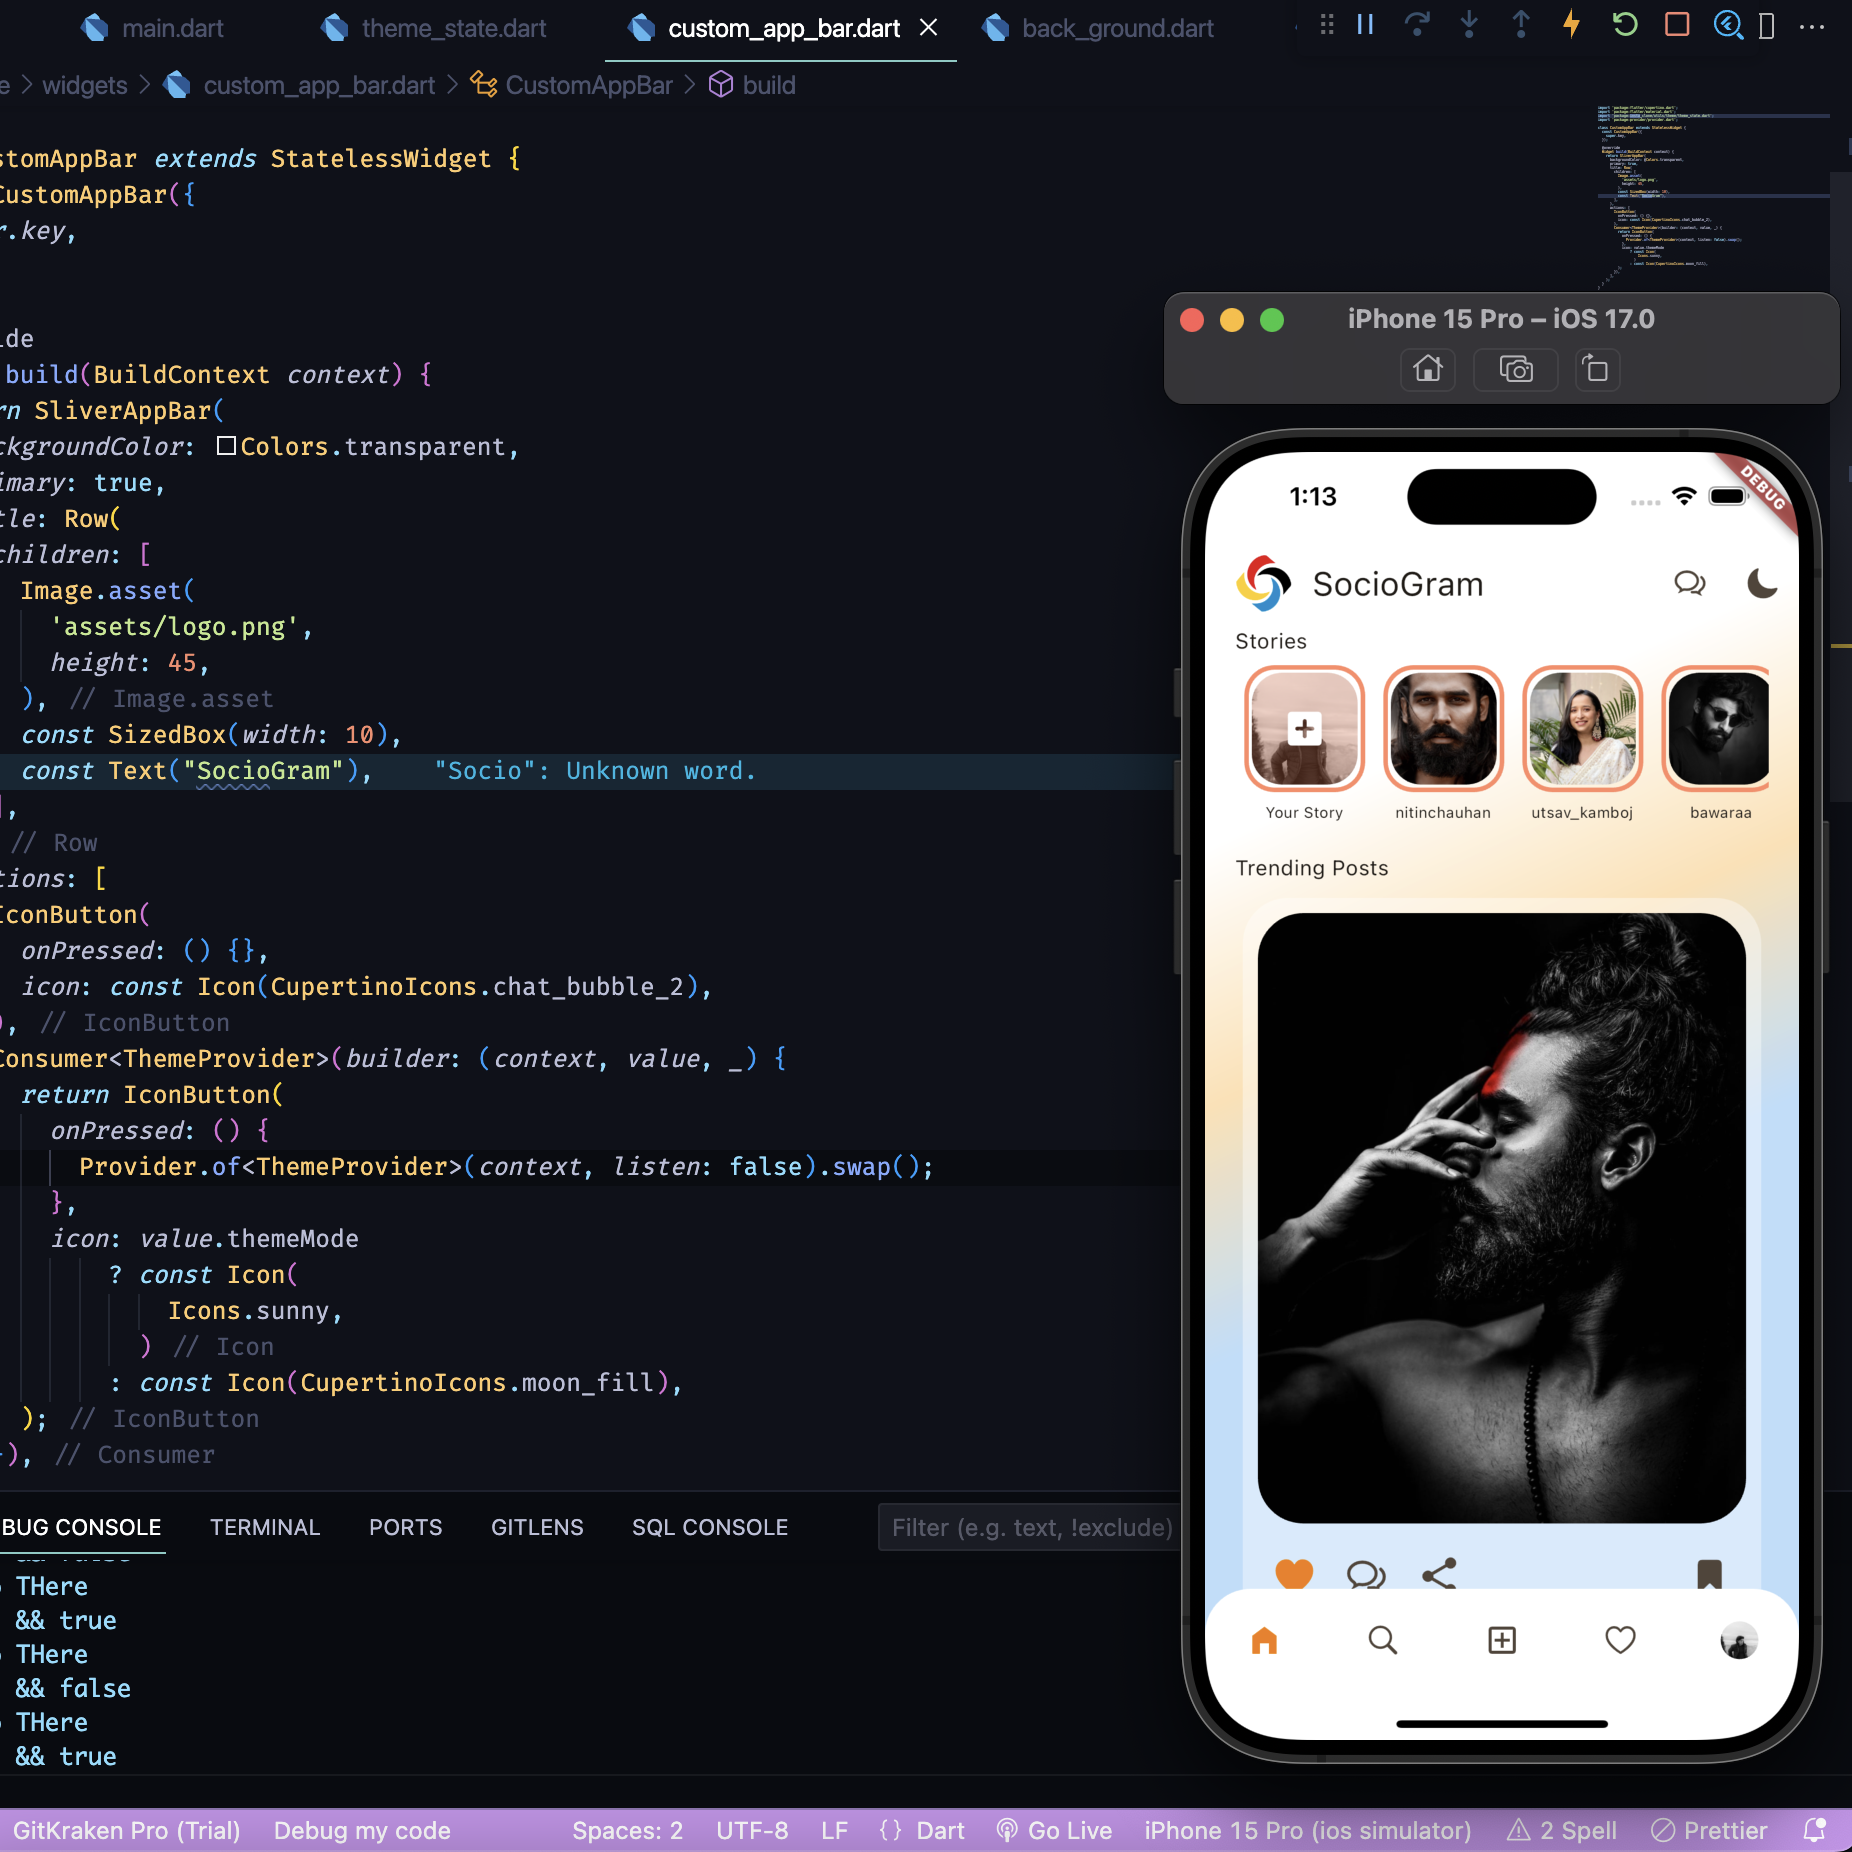 main.dart
theme_state.dart
custom_app_bar.dart
back_ground.dart
e > widgets > custom_app_bar.dart > CustomAppBar > build
stomAppBar extends StatelessWidget {
CustomAppBar({
r.key,
ide
build(BuildContext context) {
rn SliverAppBar(
ckgroundColor: Colors.transparent,
imary: true,
tle: Row(
children: [
Image.asset(
'assets/logo.png',
height: 45,
), // Image.asset
const SizedBox(width: 10),
const Text("SocioGram"), "Socio": Unknown word.
],
// Row
tions: [
IconButton(
onPressed: () {},
icon: const Icon(CupertinoIcons.chat_bubble_2),
), // IconButton
Consumer<ThemeProvider>(builder: (context, value, _) {
return IconButton(
onPressed: () {
Provider.of<ThemeProvider>(context, listen: false).swap();
},
icon: value.themeMode
? const Icon(
Icons.sunny,
) // Icon
: const Icon(CupertinoIcons.moon_fill),
); // IconButton
}), // Consumer
BUG CONSOLE
TERMINAL
PORTS
GITLENS
SQL CONSOLE
Filter (e.g. text, !exclude)
&& false
THere
&& true
THere
&& false
THere
&& true
iPhone 15 Pro – iOS 17.0
1:13
DEBUG
SocioGram
Stories
Your Story
nitinchauhan
utsav_kamboj
bawaraa
Trending Posts
GitKraken Pro (Trial)
Debug my code
Spaces: 2
UTF-8
LF
{} Dart
Go Live
iPhone 15 Pro (ios simulator)
2 Spell
Prettier